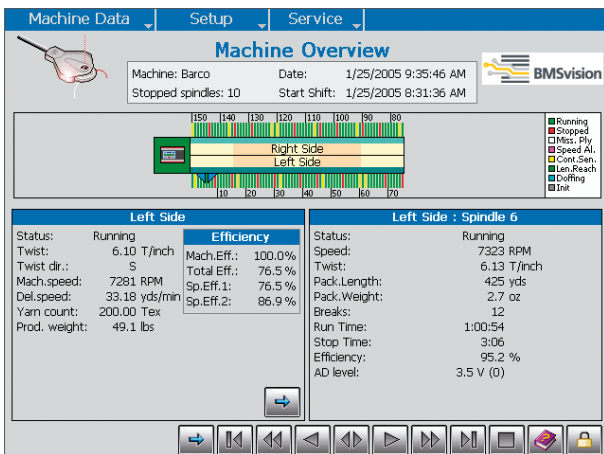 Machine Data Setup Service
Machine Overview
Machine: Barco Date: 1/25/2005 9:35:46 AM
Stopped spindles: 10 Start Shift: 1/25/2005 8:31:36 AM
BMSvision
150 140 130 120 110 100 90 80
Right Side
Left Side
10 20 30 40 50 60 70
Running
Stopped
Miss. Ply
Speed Al.
Cont.Sen.
Len.Reach
Doffing
Init
Left Side
Status: Running
Twist: 6.10 T/inch
Twist dir.: S
Mach.speed: 7281 RPM
Del.speed: 33.18 yds/min
Yarn count: 200.00 Tex
Prod. weight: 49.1 lbs
Efficiency
Mach.Eff.: 100.0%
Total Eff.: 76.5 %
Sp.Eff.1: 76.5 %
Sp.Eff.2: 86.9 %
Left Side : Spindle 6
Status: Running
Speed: 7323 RPM
Twist: 6.13 T/inch
Pack.Length: 425 yds
Pack.Weight: 2.7 oz
Breaks: 12
Run Time: 1:00:54
Stop Time: 3:06
Efficiency: 95.2 %
AD level: 3.5 V (0)